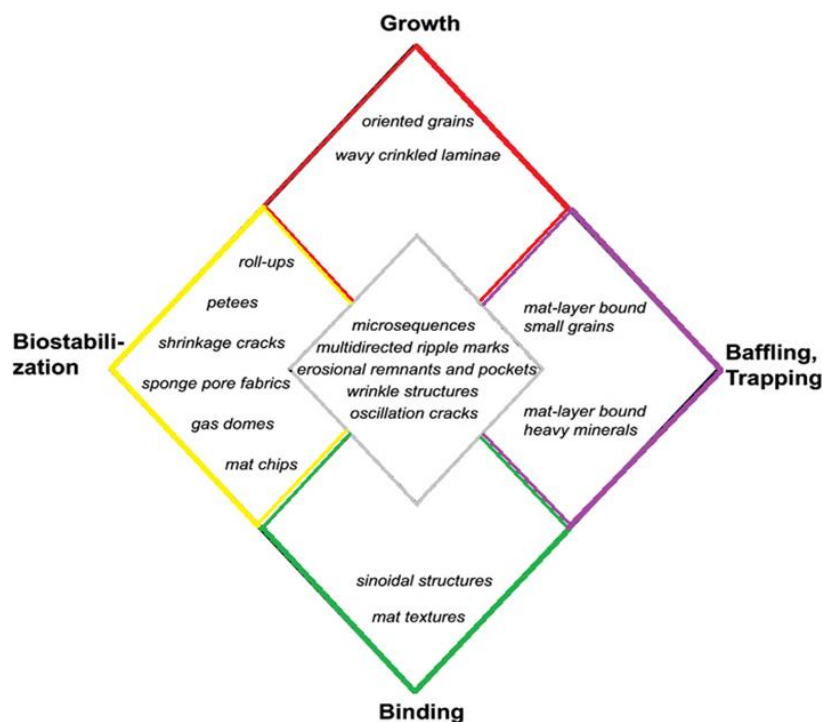 Growth
oriented grains
wavy crinkled laminae
Biostabili-
zation
roll-ups
petees
shrinkage cracks
sponge pore fabrics
gas domes
mat chips
microsequences
multidirected ripple marks
erosional remnants and pockets
wrinkle structures
oscillation cracks
mat-layer bound
small grains
mat-layer bound
heavy minerals
Baffling,
Trapping
sinoidal structures
mat textures
Binding